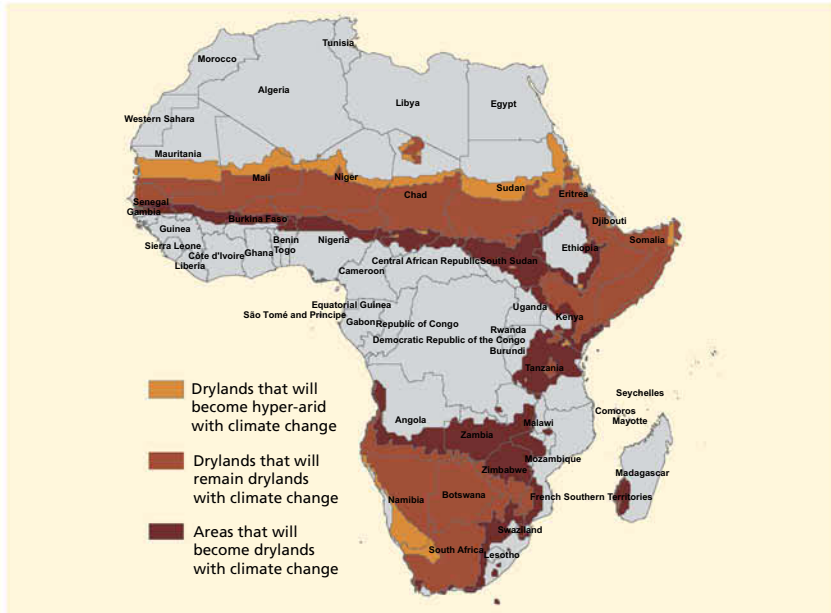 Tunisia
Morocco
Algeria
Libya
Egypt
Western Sahara
Mauritania
Mali
Niger
Chad
Sudan
Eritrea
Senegal
Gambia
Burkina Faso
Djibouti
Guinea
Benin
Nigeria
Ethiopia
Somalia
Sierra Leone
Côte d'Ivoire
Ghana
Togo
Liberia
Central African Republic
South Sudan
Cameroon
Equatorial Guinea
Uganda
Kenya
São Tomé and Príncipe
Gabon
Republic of Congo
Rwanda
Democratic Republic of the Congo
Burundi
Tanzania
Seychelles
Comoros
Mayotte
Angola
Malawi
Zambia
Mozambique
Zimbabwe
Madagascar
Namibia
Botswana
French Southern Territories
Swaziland
South Africa
Lesotho
Drylands that will
become hyper-arid
with climate change
Drylands that will
remain drylands
with climate change
Areas that will
become drylands
with climate change